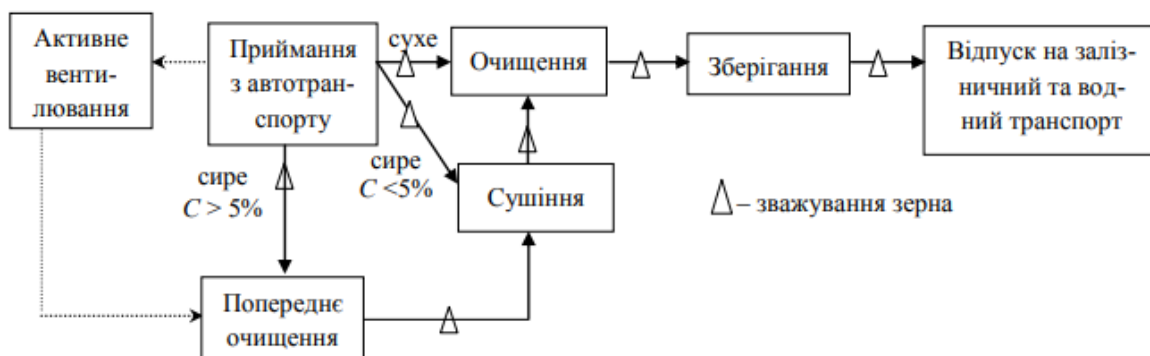 Активне
венти-
лювання
Приймання
з автотран-
спорту
сухе
Очищення
Зберігання
Відпуск на заліз-
ничний та вод-
ний транспорт
сире
C > 5%
сире
C <5%
Сушіння
– зважування зерна
Попереднє
очищення